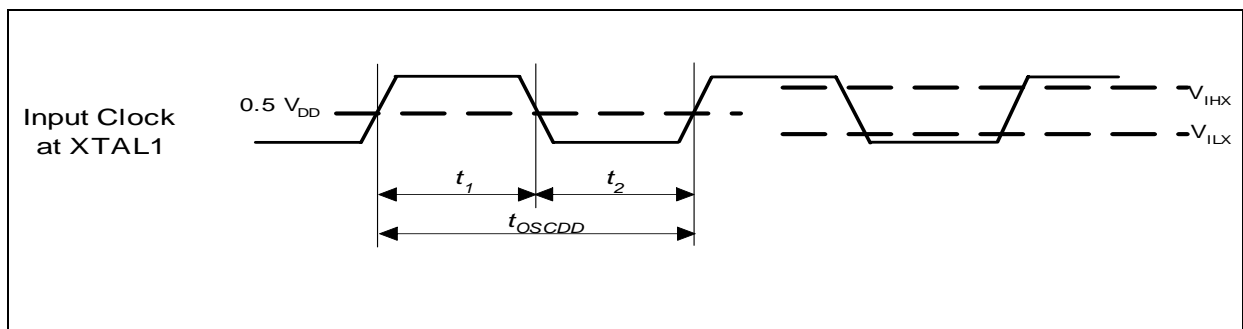 Input Clock
at XTAL1
0.5 VDD
VIHX
VILX
t1
t2
tOSCDD